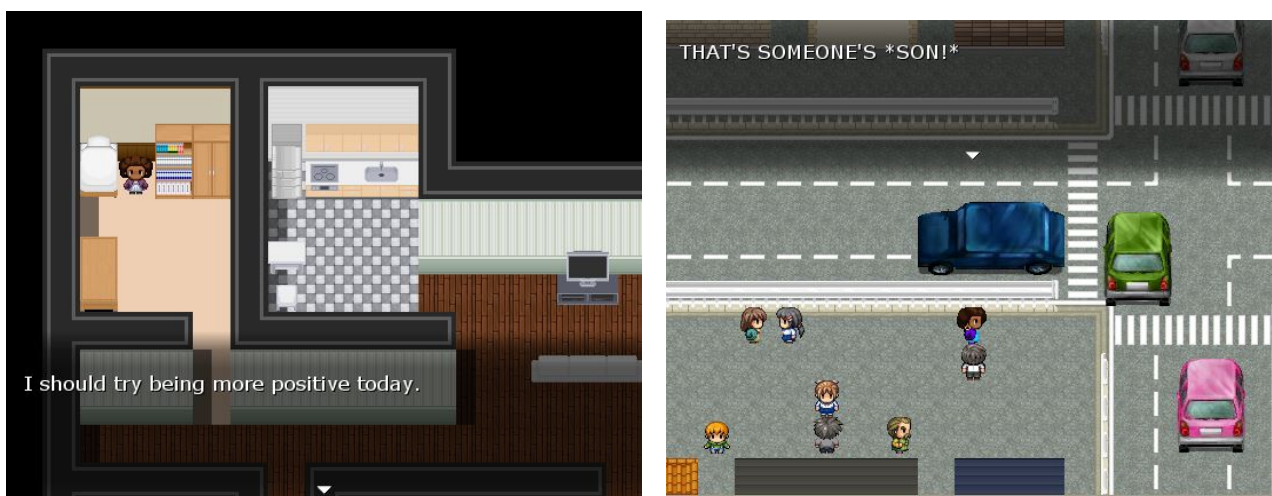 I should try being more positive today.
THAT'S SOMEONE'S *SON!*